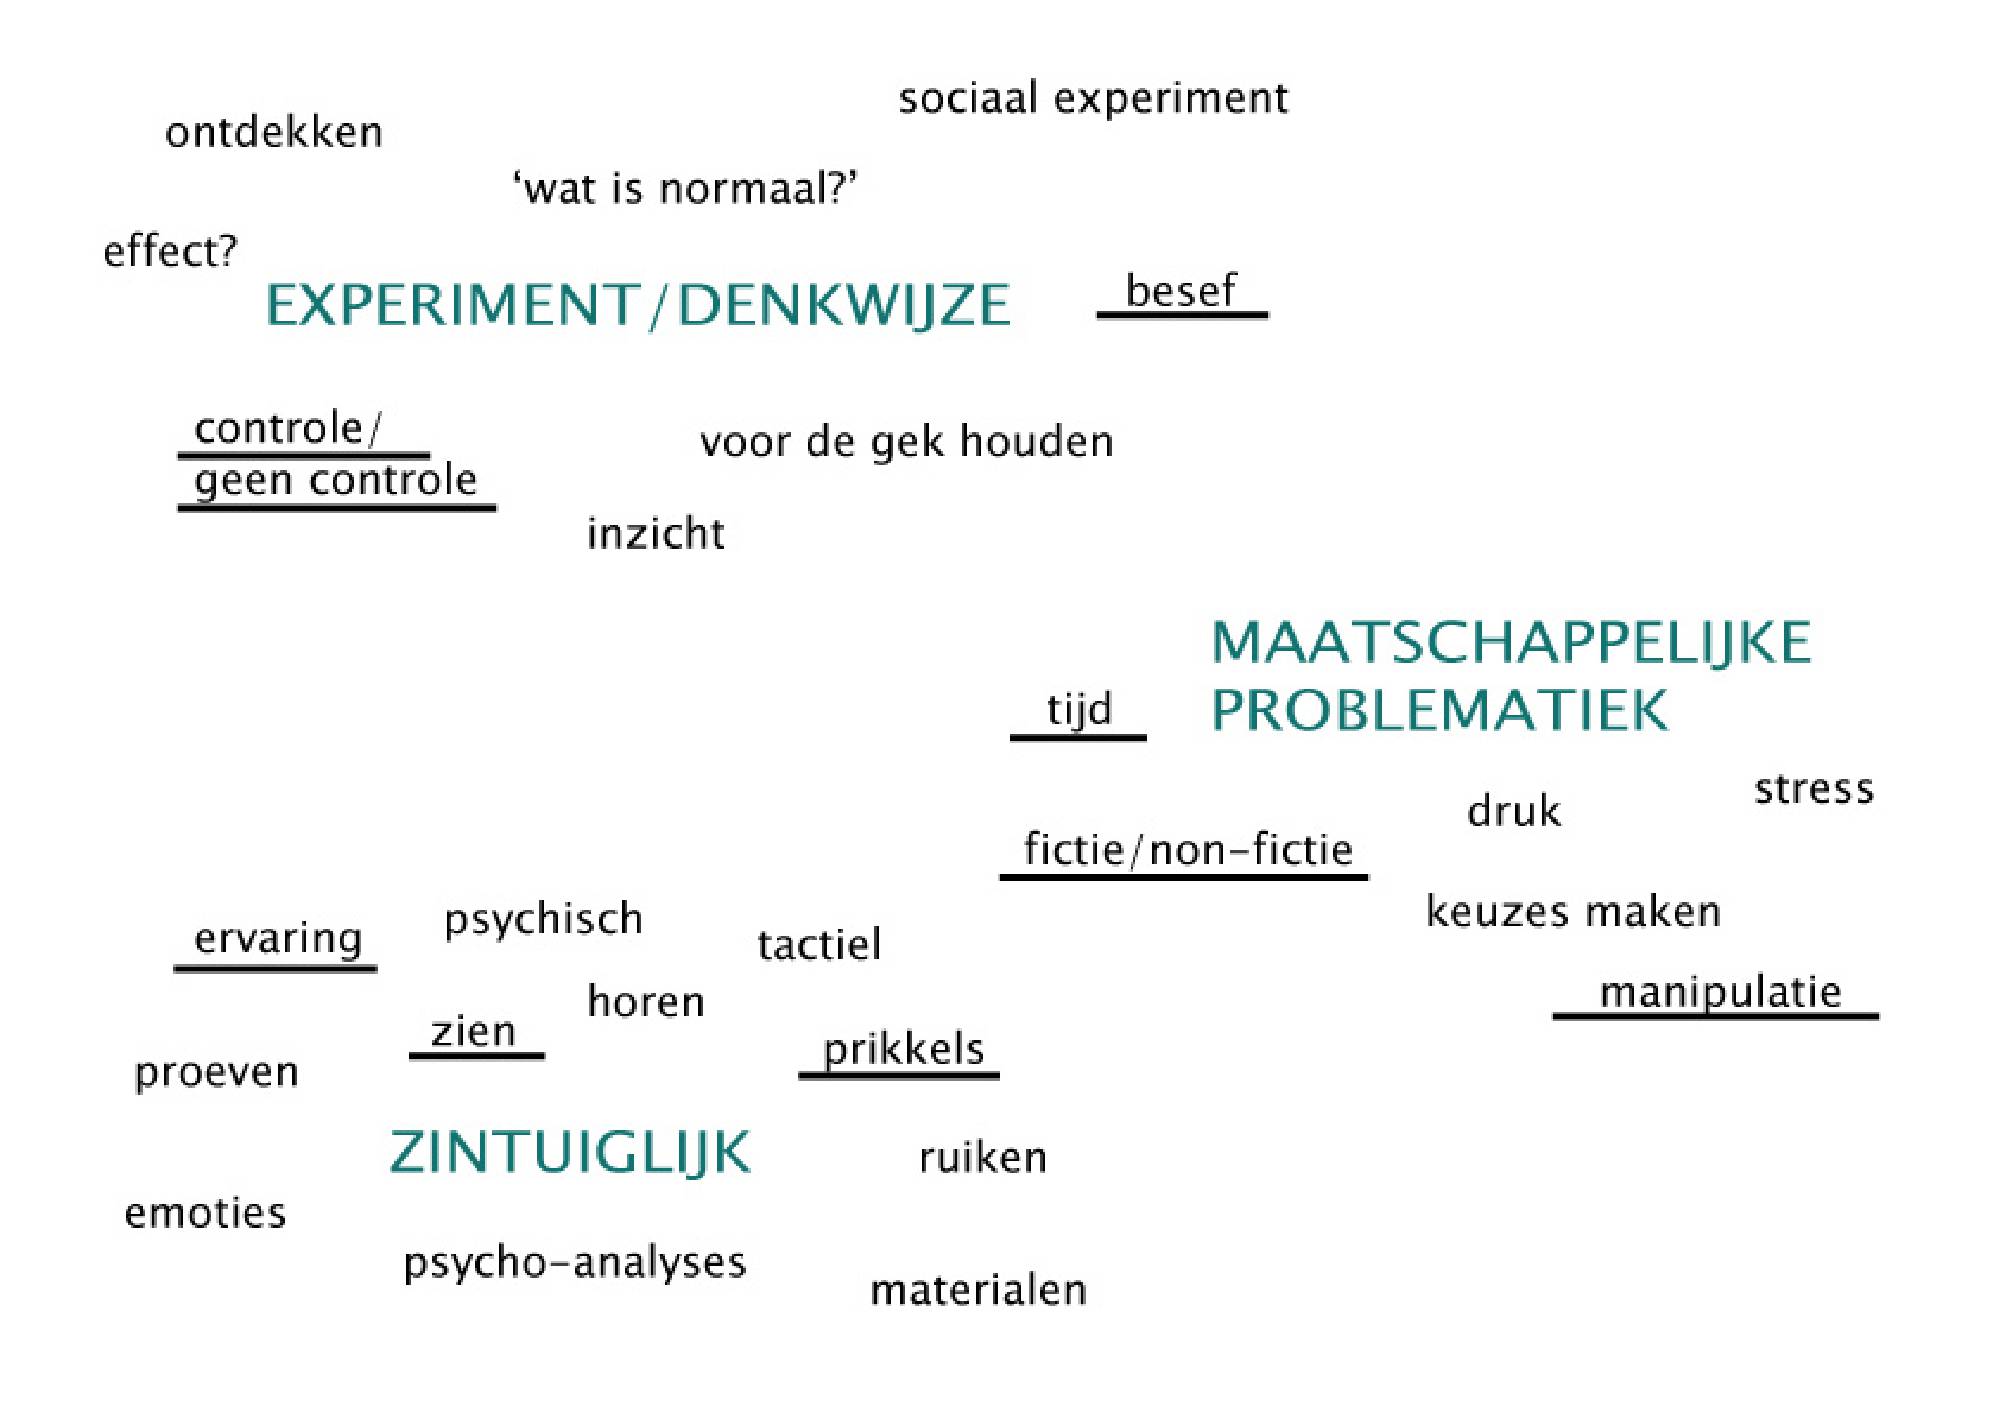 sociaal experiment
ontdekken
‘wat is normaal?’
effect?
EXPERIMENT/DENKWIJZE
besef
controle/
geen controle
voor de gek houden
inzicht
MAATSCHAPPELIJKE
PROBLEMATIEK
tijd
stress
druk
fictie/non-fictie
keuzes maken
manipulatie
ervaring
psychisch
tactiel
horen
zien
prikkels
proeven
ZINTUIGLIJK
ruiken
emoties
psycho-analyses
materialen